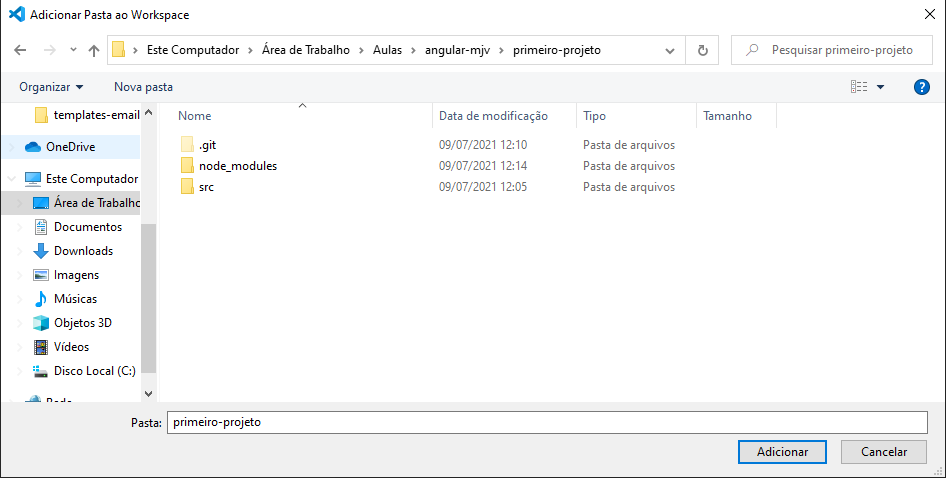 Adicionar Pasta ao Workspace
Este Computador > Área de Trabalho > Aulas > angular-mjv > primeiro-projeto
Pesquisar primeiro-projeto
Organizar
Nova pasta
templates-email
OneDrive
Este Computador
Área de Trabalho
Documentos
Downloads
Imagens
Músicas
Objetos 3D
Vídeos
Disco Local (C:)
Rede
Nome Data de modificação Tipo Tamanho
.git 09/07/2021 12:10 Pasta de arquivos
node_modules 09/07/2021 12:14 Pasta de arquivos
src 09/07/2021 12:05 Pasta de arquivos
Pasta: primeiro-projeto
Adicionar Cancelar